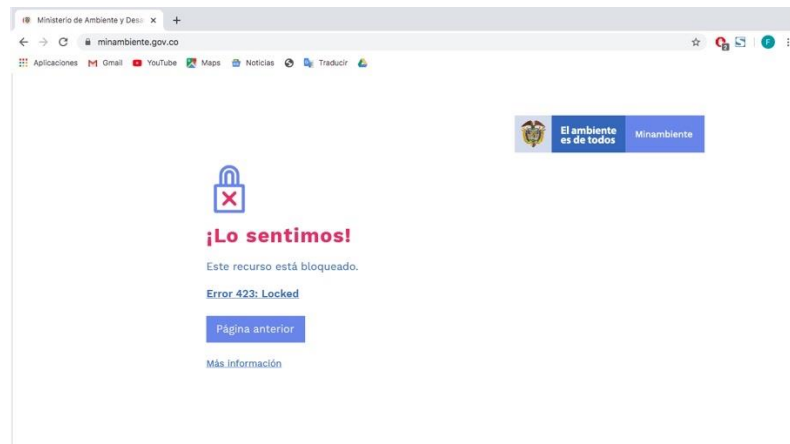 Ministerio de Ambiente y Desa
minambiente.gov.co
Aplicaciones Gmail YouTube Maps Noticias Traducir
El ambiente
es de todos
Minambiente
¡Lo sentimos!
Este recurso está bloqueado.
Error 423: Locked
Página anterior
Más información